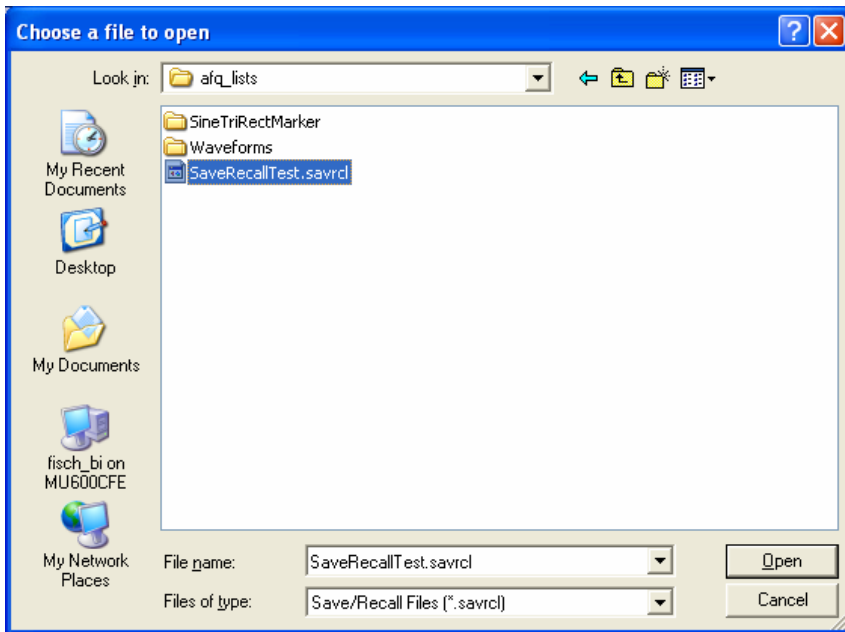 Choose a file to open
Look in:
afq_lists
My Recent
Documents
Desktop
My Documents
fisch_bi on
MU600CFE
My Network
Places
SineTriRectMarker
Waveforms
SaveRecallTest.savrcl
File name:
SaveRecallTest.savrcl
Open
Files of type:
Save/Recall Files (*.savrcl)
Cancel